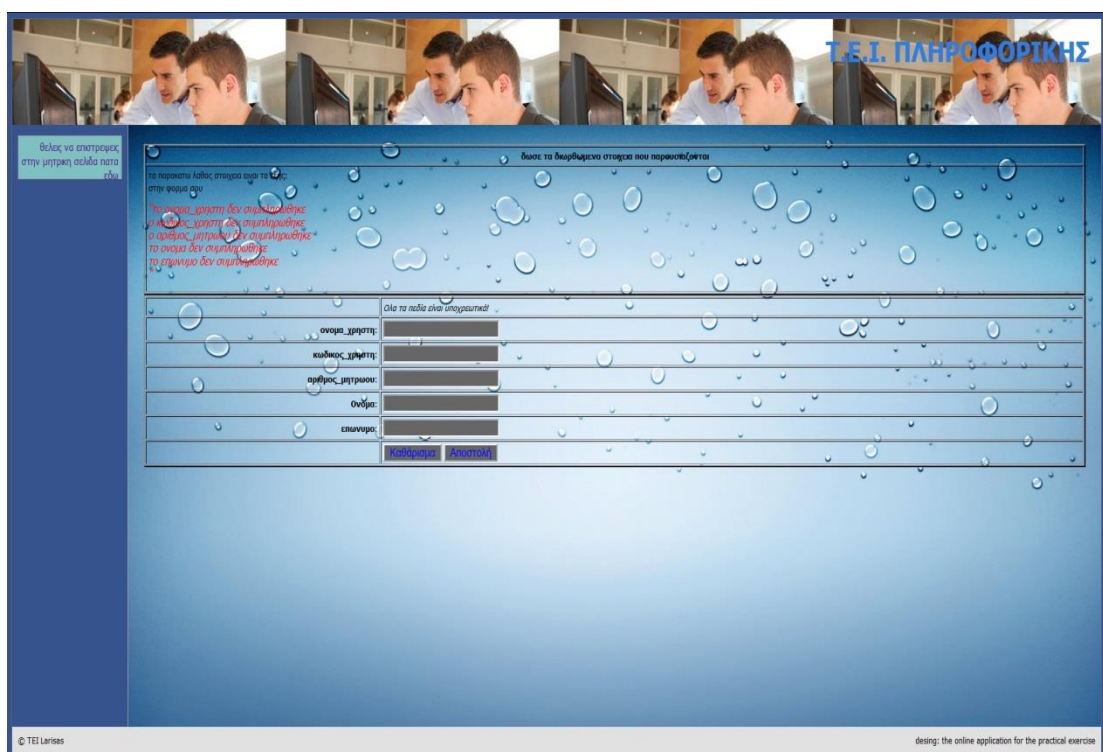 Τ.Ε.Ι. ΠΛΗΡΟΦΟΡΙΚΗΣ
θελεις να επιστρεψεις
στην μητρικη σελιδα πατα
εδω
δωσε τα διωρθωμενα στοιχεια που παρουσιαζονται
τα παρακατω λαθος στοιχεια ειναι τα εξης:
στην φορμα σου
"το ονομα_χρηστη δεν συμπληρωθηκε
ο κωδικος_χρηστη δεν συμπληρωθηκε
ο αριθμος_μητρωου δεν συμπληρωθηκε
το ονομα δεν συμπληρωθηκε
το επωνυμο δεν συμπληρωθηκε
"
Ολα τα πεδία είναι υποχρεωτικά!
ονομα_χρηστη:
κωδικος_χρηστη:
αριθμος_μητρωου:
Ονομα:
επωνυμο:
Καθάρισμα Αποστολή
© TEI Larisas desing: the online application for the practical exercise